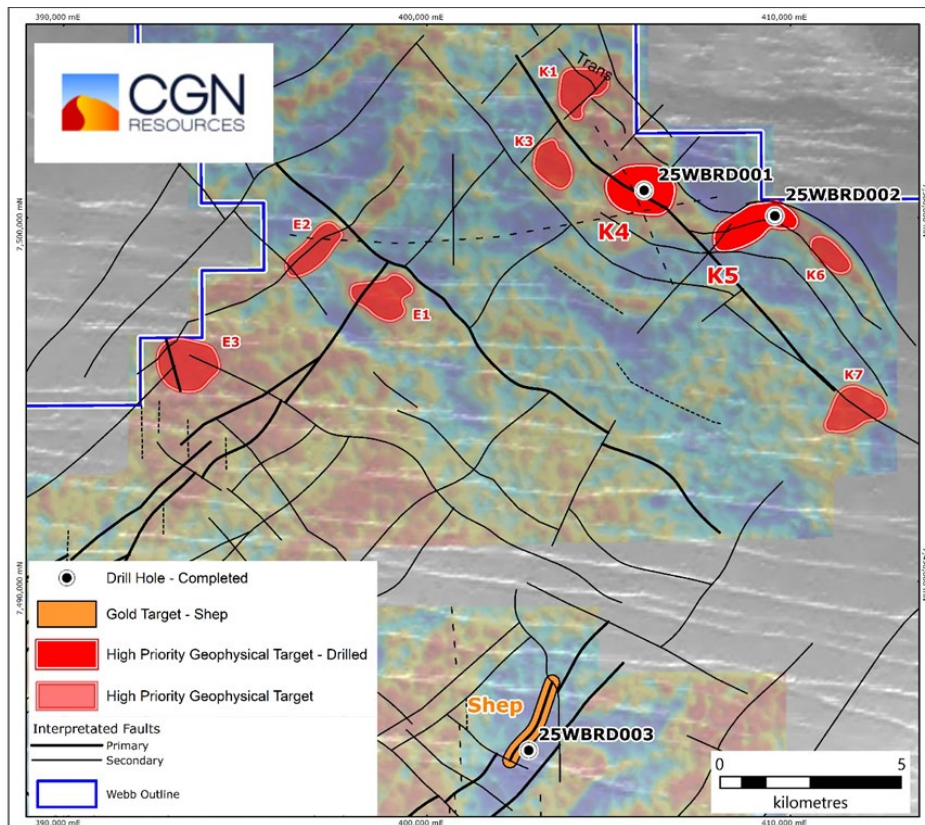 390,000 mE
400,000 mE
410,000 mE
CGN
RESOURCES
K1
Trans
K3
25WBRD001
25WBRD002
7,500,000 mN
E2
K4
K5
K6
E1
E3
K7
7,490,000 mN
Drill Hole - Completed
Gold Target - Shep
High Priority Geophysical Target - Drilled
High Priority Geophysical Target
Interpretated Faults
Primary
Secondary
Webb Outline
Shep
25WBRD003
0 5
kilometres
390,000 mE
400,000 mE
410,000 mE